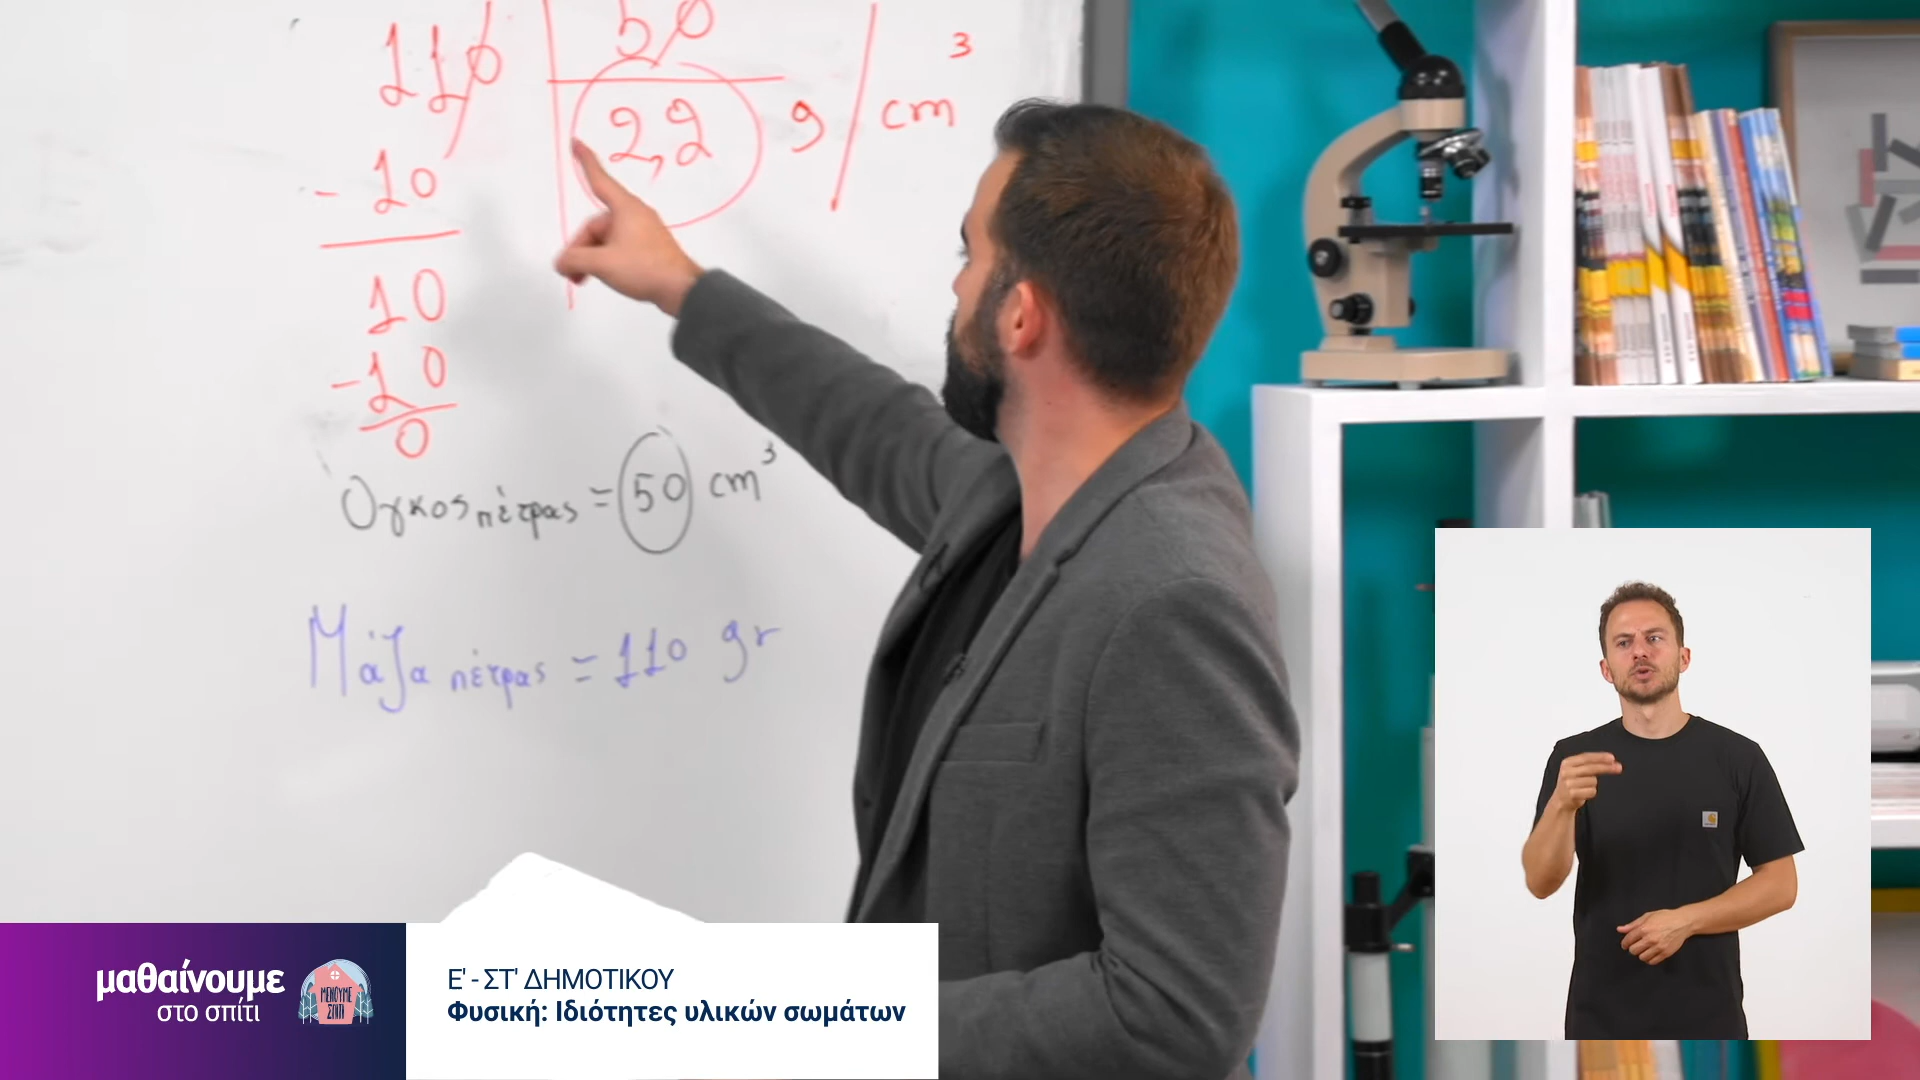 110 50
2,2 g/cm³
- 10
10
- 10
0
Ογκος πέτρας = 50 cm³
Μάζα πέτρας = 110 gr
μαθαίνουμε
στο σπίτι
ΜΕΝΟΥΜΕ
ΣΠΙΤΙ
Ε' - ΣΤ' ΔΗΜΟΤΙΚΟΥ
Φυσική: Ιδιότητες υλικών σωμάτων